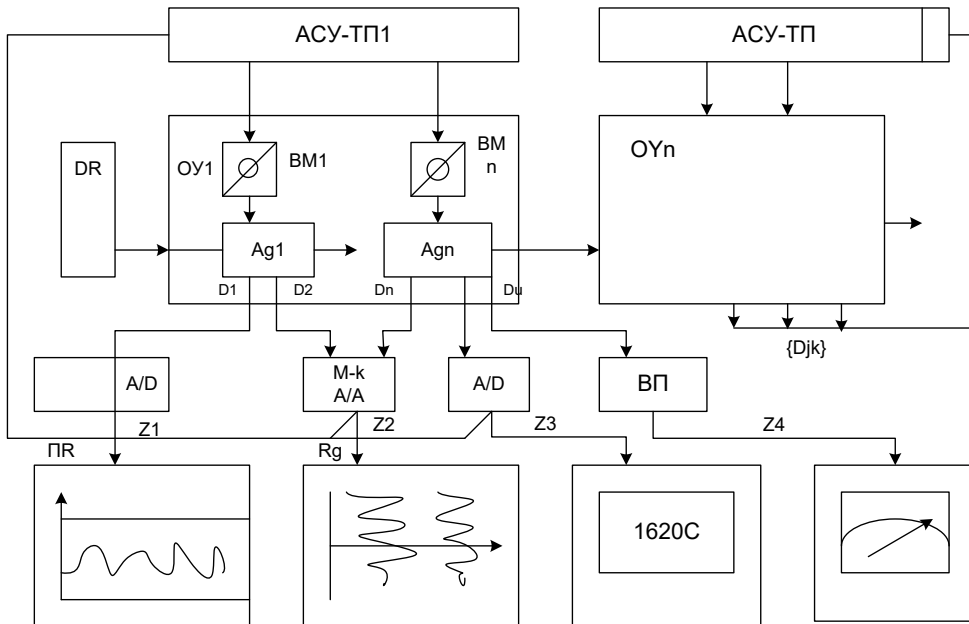 АСУ-ТП1
АСУ-ТП
DR
ОУ1
ВМ1
ВМ
n
OYn
Ag1
Agn
D1
D2
Dn
Du
{Djk}
A/D
M-k
A/A
A/D
ВП
Z1
Z2
Z3
Z4
ПR
Rg
1620C